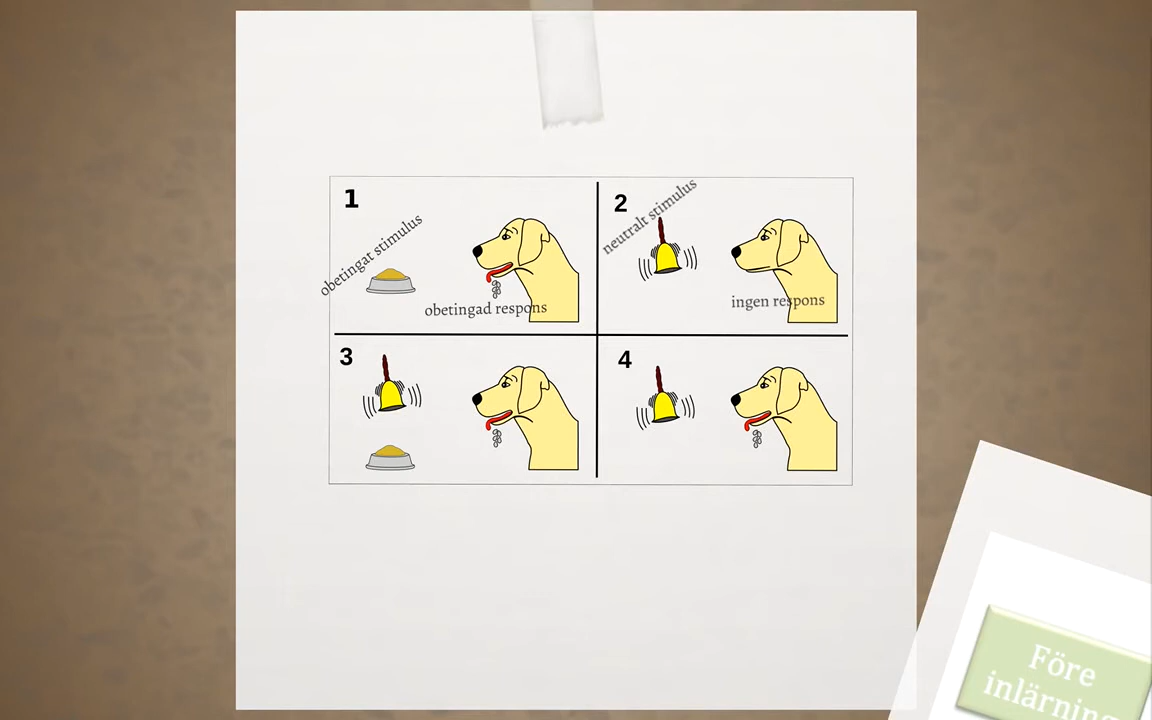 1
obetingat stimulus
obetingad respons
2
neutralt stimulus
ingen respons
3
4
Före
inlärning